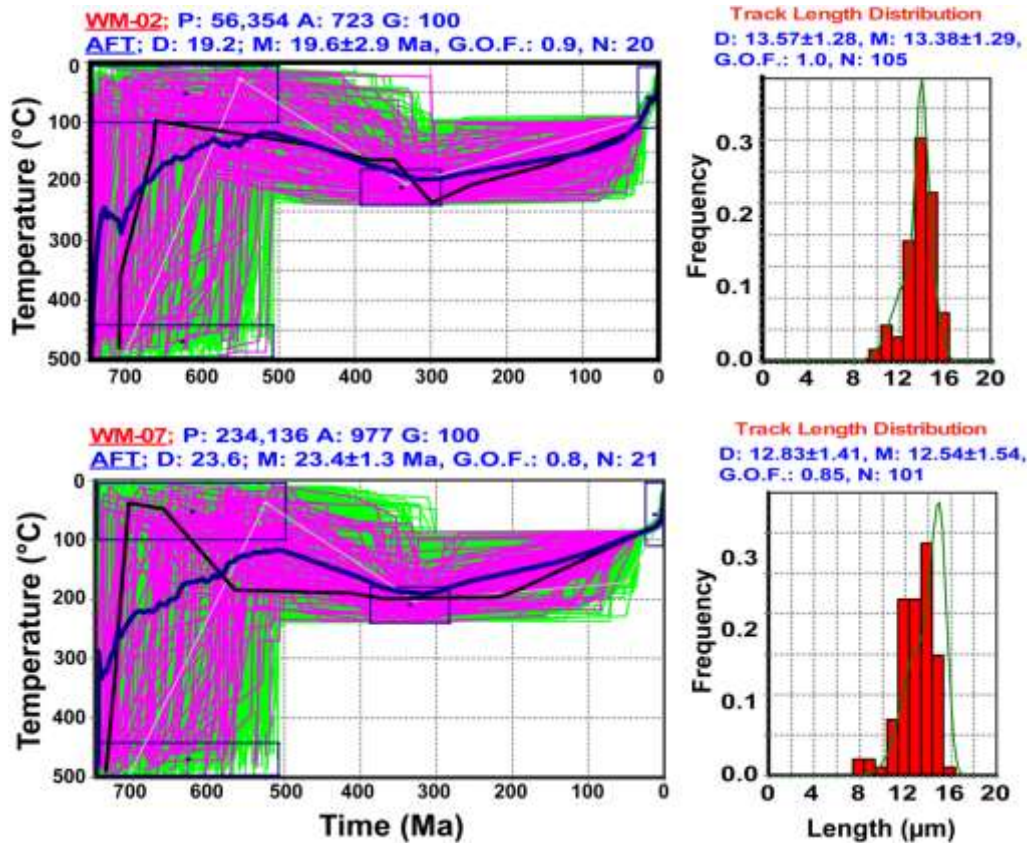 WM-02; P: 56,354 A: 723 G: 100
AFT; D: 19.2; M: 19.6±2.9 Ma, G.O.F.: 0.9, N: 20
Temperature (°C)
0
100
200
300
400
500
700
600
500
400
300
200
100
0
Track Length Distribution
D: 13.57±1.28, M: 13.38±1.29,
G.O.F.: 1.0, N: 105
Frequency
0.3
0.2
0.1
0.0
0 4 8 12 16 20
WM-07; P: 234,136 A: 977 G: 100
AFT; D: 23.6; M: 23.4±1.3 Ma, G.O.F.: 0.8, N: 21
Temperature (°C)
0
100
200
300
400
500
700
600
500
400
300
200
100
0
Time (Ma)
Track Length Distribution
D: 12.83±1.41, M: 12.54±1.54,
G.O.F.: 0.85, N: 101
Frequency
0.3
0.2
0.1
0.0
0 4 8 12 16 20
Length (µm)